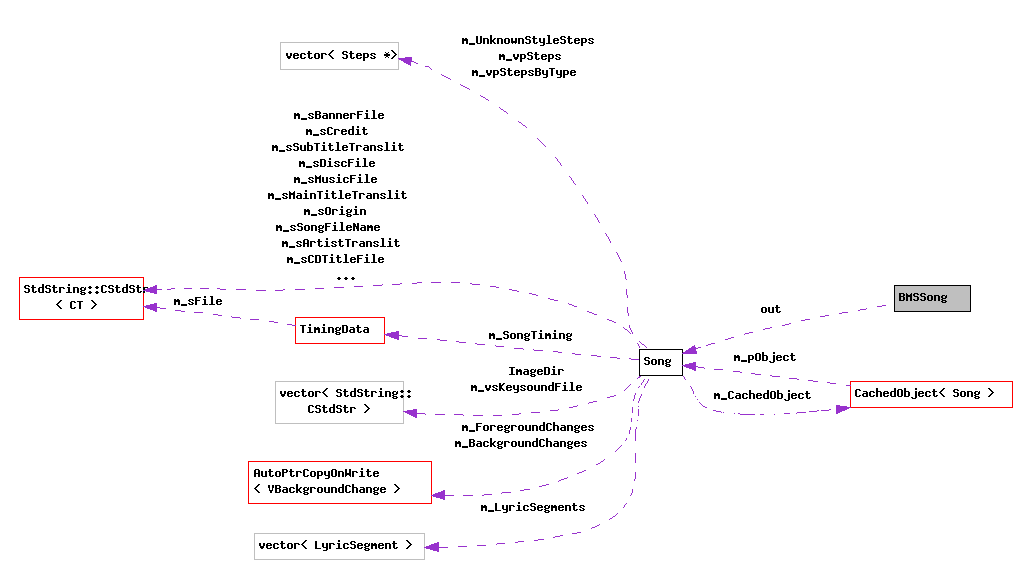 m_UnknownStyleSteps
m_vpSteps
m_vpStepsByType
vector< Steps *>
m_sBannerFile
m_sCredit
m_sSubTitleTranslit
m_sDiscFile
m_sMusicFile
m_sMainTitleTranslit
m_sOrigin
m_sSongFileName
m_sArtistTranslit
m_sCDTitleFile
...
StdString::CStdStr
< CT >
m_sFile
TimingData
m_SongTiming
BMSSong
out
Song
m_pObject
ImageDir
m_vsKeysoundFile
vector< StdString::
CStdStr >
m_CachedObject
CachedObject< Song >
m_ForegroundChanges
m_BackgroundChanges
AutoPtrCopyOnWrite
< VBackgroundChange >
m_LyricSegments
vector< LyricSegment >